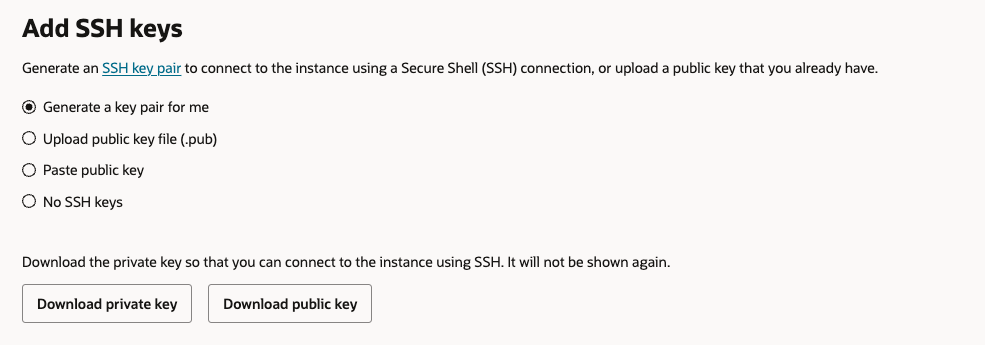 Add SSH keys
Generate an SSH key pair to connect to the instance using a Secure Shell (SSH) connection, or upload a public key that you already have.
Generate a key pair for me
Upload public key file (.pub)
Paste public key
No SSH keys
Download the private key so that you can connect to the instance using SSH. It will not be shown again.
Download private key
Download public key